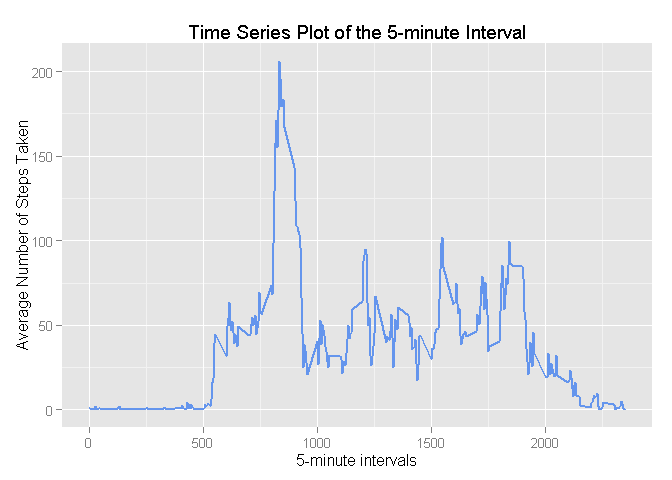 Time Series Plot of the 5-minute Interval
Average Number of Steps Taken
200
150
100
50
0
0 500 1000 1500 2000
5-minute intervals